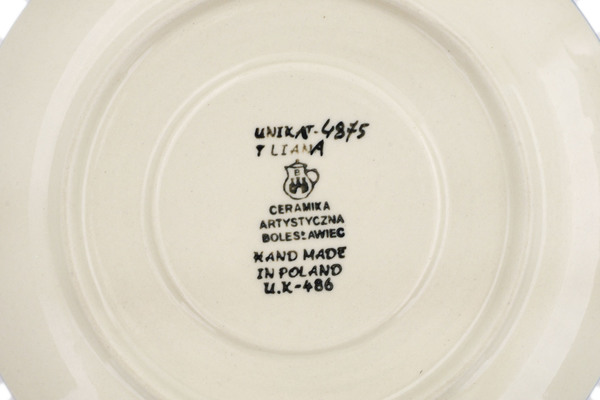 UNIKAT-4875
T LIANA
B
CERAMIKA
ARTYSTYCZNA
BOLESŁAWIEC
HAND MADE
IN POLAND
U.K-486